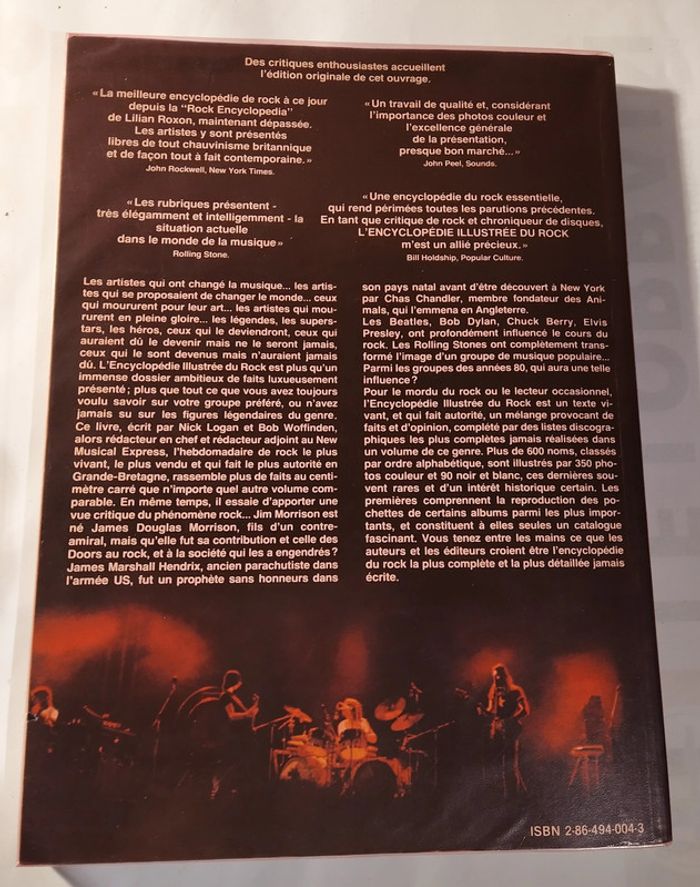 Des critiques enthousiastes accueillent
l'édition originale de cet ouvrage.
«La meilleure encyclopédie de rock à ce jour
depuis la "Rock Encyclopedia"
de Lilian Roxon, maintenant dépassée.
Les artistes y sont présentés
libres de tout chauvinisme britannique
et de façon tout à fait contemporaine.»
John Rockwell, New York Times.
«Un travail de qualité et, considérant
l'importance des photos couleur et
l'excellence générale
de la présentation,
presque bon marché...»
John Peel, Sounds.
«Les rubriques présentent -
très élégamment et intelligemment - la
situation actuelle
dans le monde de la musique»
Rolling Stone.
«Une encyclopédie du rock essentielle,
qui rend périmées toutes les parutions précédentes.
En tant que critique de rock et chroniqueur de disques,
L'ENCYCLOPÉDIE ILLUSTRÉE DU ROCK
m'est un allié précieux.»
Bill Holdship, Popular Culture.
Les artistes qui ont changé la musique... les artis-
tes qui se proposaient de changer le monde... ceux
qui moururent pour leur art... les artistes qui mou-
rurent en pleine gloire... les légendes, les supers-
tars, les héros, ceux qui le deviendront, ceux qui
auraient dû le devenir mais ne le seront jamais,
ceux qui le sont devenus mais n'auraient jamais
dû. L'Encyclopédie Illustrée du Rock est plus qu'un
immense dossier ambitieux de faits luxueusement
présenté; plus que tout ce que vous avez toujours
voulu savoir sur votre groupe préféré, ou n'avez
jamais su sur les figures légendaires du genre.
Ce livre, écrit par Nick Logan et Bob Woffinden,
alors rédacteur en chef et rédacteur adjoint au New
Musical Express, l'hebdomadaire de rock le plus
vivant, le plus vendu et qui fait le plus autorité en
Grande-Bretagne, rassemble plus de faits au centi-
mètre carré que n'importe quel autre volume com-
parable. En même temps, il essaie d'apporter une
vue critique du phénomène rock... Jim Morrison est
né James Douglas Morrison, fils d'un contre-
amiral, mais qu'elle fut sa contribution et celle des
Doors au rock, et à la société qui les a engendrés?
James Marshall Hendrix, ancien parachutiste dans
l'armée US, fut un prophète sans honneurs dans
son pays natal avant d'être découvert à New York
par Chas Chandler, membre fondateur des Ani-
mals, qui l'emmena en Angleterre.
Les Beatles, Bob Dylan, Chuck Berry, Elvis
Presley, ont profondément influencé le cours du
rock. Les Rolling Stones ont complètement trans-
formé l'image d'un groupe de musique populaire...
Parmi les groupes des années 80, qui aura une telle
influence?
Pour le mordu du rock ou le lecteur occasionnel,
l'Encyclopédie Illustrée du Rock est un texte vi-
vant, et qui fait autorité, un mélange provocant de
faits et d'opinion, complété par des listes discogra-
phiques les plus complètes jamais réalisées dans
un volume de ce genre. Plus de 600 noms, classés
par ordre alphabétique, sont illustrés par 350 pho-
tos couleur et 90 noir et blanc, ces dernières sou-
vent rares et d'un intérêt historique certain. Les
premières comprennent la reproduction des po-
chettes de certains albums parmi les plus impor-
tants, et constituent à elles seules un catalogue
fascinant. Vous tenez entre les mains ce que les
auteurs et les éditeurs croient être l'encyclopédie
du rock la plus complète et la plus détaillée jamais
écrite.
ISBN 2-86-494-004-3